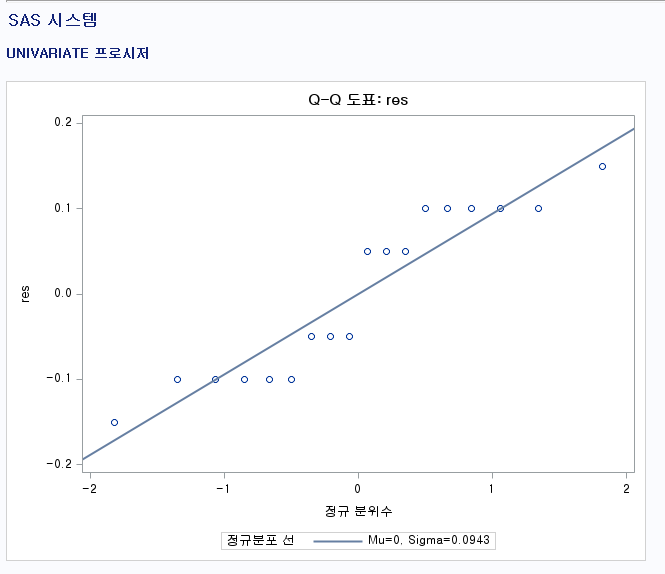 SAS 시스템
UNIVARIATE 프로시저
Q-Q 도표: res
0.2
0.1
0.0
-0.1
-0.2
res
-2
-1
0
1
2
정규 분위수
정규분포 선
Mu=0, Sigma=0.0943